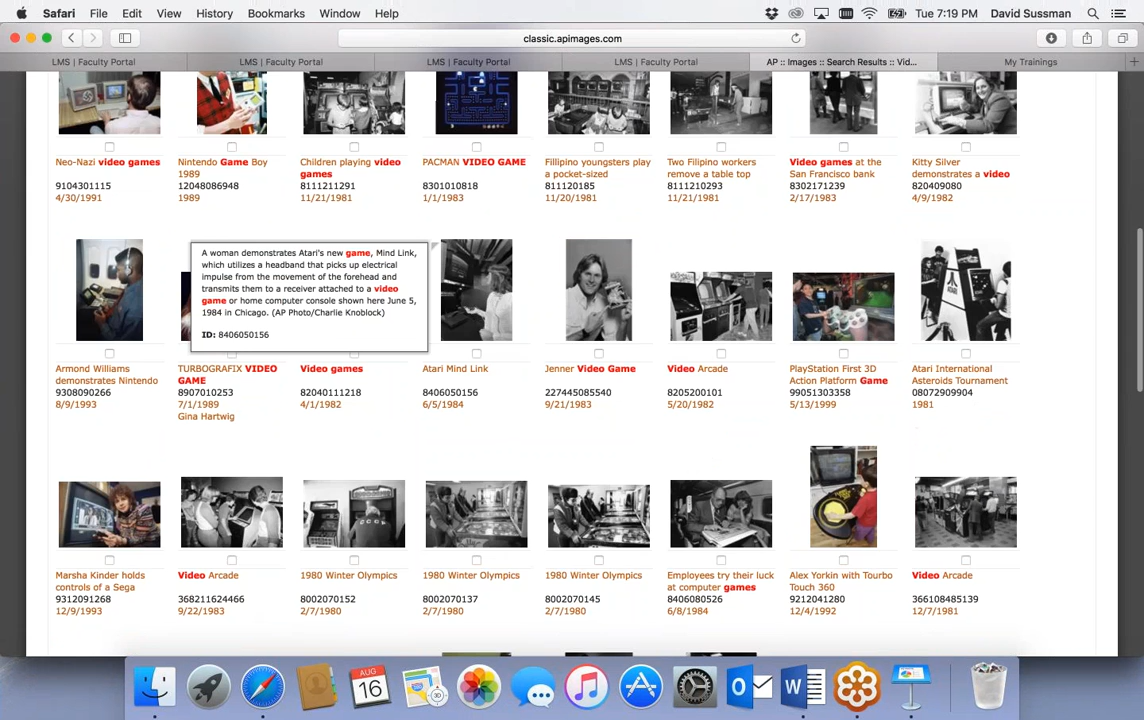 Safari File Edit View History Bookmarks Window Help Tue 7:19 PM David Sussman
classic.apimages.com
LMS | Faculty Portal LMS | Faculty Portal LMS | Faculty Portal LMS | Faculty Portal AP :: Images :: Search Results :: Vid... My Trainings
Neo-Nazi video games
9104301115
4/30/1991
Nintendo Game Boy
1989
12048086948
1989
Children playing video
games
8111211291
11/21/1981
PACMAN VIDEO GAME
8301010818
1/1/1983
Fillipino youngsters play
a pocket-sized
811120185
11/20/1981
Two Filipino workers
remove a table top
8111210293
11/21/1981
Video games at the
San Francisco bank
8302171239
2/17/1983
Kitty Silver
demonstrates a video
820409080
4/9/1982
A woman demonstrates Atari's new game, Mind Link,
which utilizes a headband that picks up electrical
impulse from the movement of the forehead and
transmits them to a receiver attached to a video
game or home computer console shown here June 5,
1984 in Chicago. (AP Photo/Charlie Knoblock)
ID: 8406050156
Armond Williams
demonstrates Nintendo
9308090266
8/9/1993
TURBOGRAFIX VIDEO
GAME
8907010253
7/1/1989
Gina Hartwig
Video games
82040111218
4/1/1982
Atari Mind Link
8406050156
6/5/1984
Jenner Video Game
227445085540
9/21/1983
Video Arcade
8205200101
5/20/1982
PlayStation First 3D
Action Platform Game
99051303358
5/13/1999
ATARI
Atari International
Asteroids Tournament
08072909904
1981
Marsha Kinder holds
controls of a Sega
9312091268
12/9/1993
Video Arcade
368211624466
9/22/1983
1980 Winter Olympics
8002070152
2/7/1980
1980 Winter Olympics
8002070137
2/7/1980
1980 Winter Olympics
8002070145
2/7/1980
Employees try their luck
at computer games
8406080526
6/8/1984
Alex Yorkin with Tourbo
Touch 360
9212041280
12/4/1992
Video Arcade
366108485139
12/7/1981
AUG
16